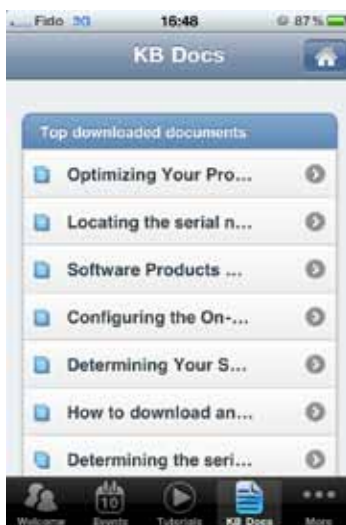 Fido 3G 16:48 87%
KB Docs
Top downloaded documents
Optimizing Your Pro...
Locating the serial n...
Software Products ...
Configuring the On-...
Determining Your S...
How to download an...
Determining the seri...
10
Welcome Events Tutorials KB Docs More